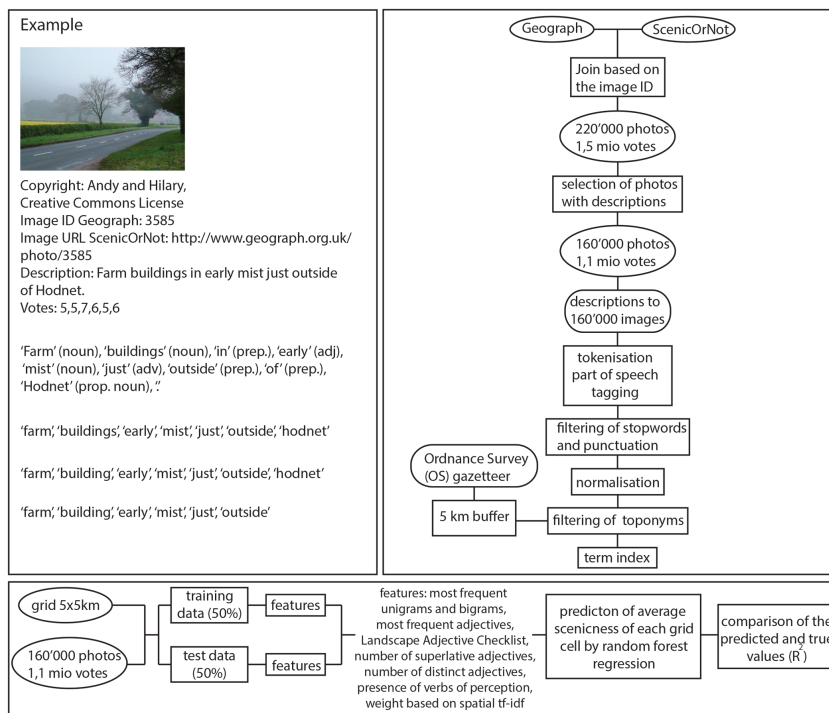 Example
Copyright: Andy and Hilary,
Creative Commons License
Image ID Geograph: 3585
Image URL ScenicOrNot: http://www.geograph.org.uk/
photo/3585
Description: Farm buildings in early mist just outside
of Hodnet.
Votes: 5,5,7,6,5,6
‘Farm’ (noun), ‘buildings’ (noun), ‘in’ (prep.), ‘early’ (adj),
‘mist’ (noun), ‘just’ (adv), ‘outside’ (prep.), ‘of’ (prep.),
‘Hodnet’ (prop. noun), ‘.’
‘farm’, ‘buildings’, ‘early’, ‘mist’, ‘just’, ‘outside’, ‘hodnet’
‘farm’, ‘building’, ‘early’, ‘mist’, ‘just’, ‘outside’, ‘hodnet’
‘farm’, ‘building’, ‘early’, ‘mist’, ‘just’, ‘outside’
Geograph
ScenicOrNot
Join based on
the image ID
220’000 photos
1,5 mio votes
selection of photos
with descriptions
160’000 photos
1,1 mio votes
descriptions to
160’000 images
tokenisation
part of speech
tagging
filtering of stopwords
and punctuation
Ordnance Survey
(OS) gazetteer
normalisation
5 km buffer
filtering of toponyms
term index
grid 5x5km
160’000 photos
1,1 mio votes
training
data (50%)
test data
(50%)
features
features
features: most frequent
unigrams and bigrams,
most frequent adjectives,
Landscape Adjective Checklist,
number of superlative adjectives,
number of distinct adjectives,
presence of verbs of perception,
weight based on spatial tf-idf
predicton of average
scenicness of each grid
cell by random forest
regression
comparison of the
predicted and true
values (R²)